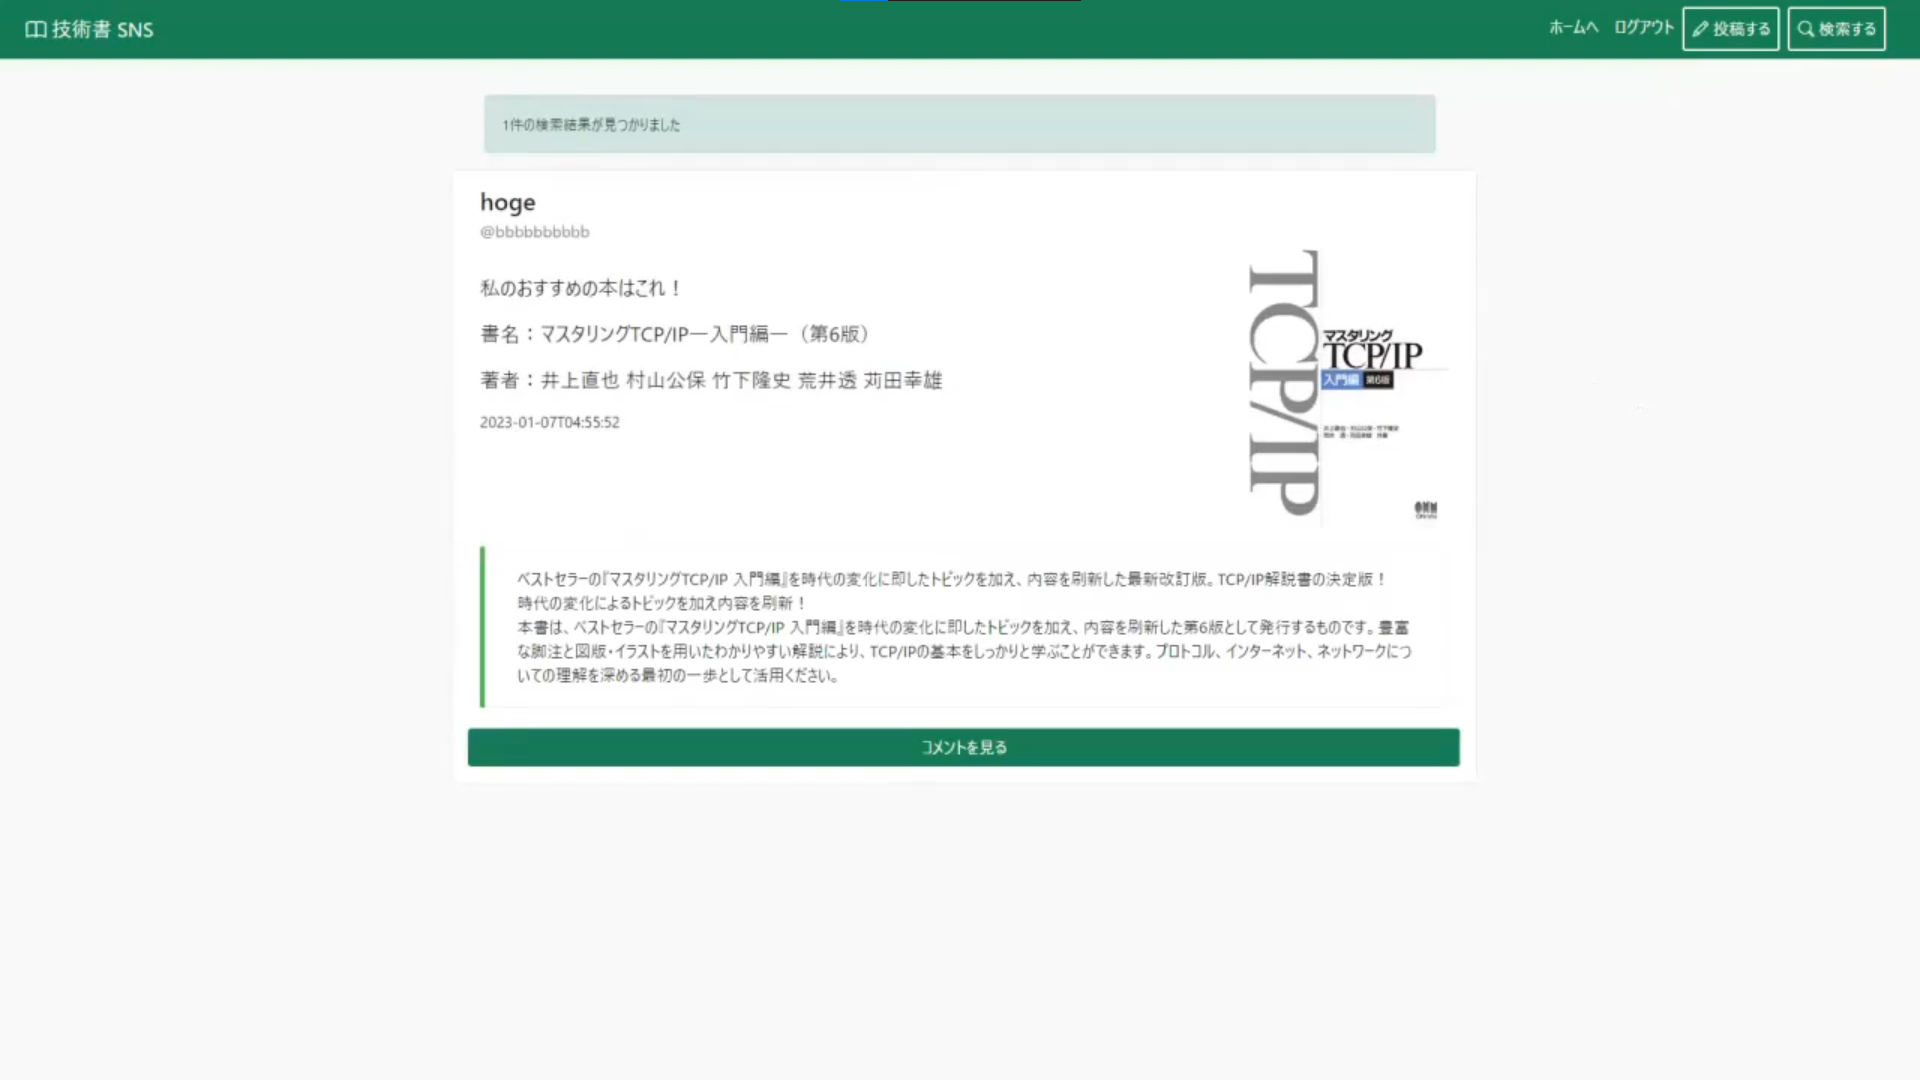 技術書 SNS
ホームへ ログアウト 投稿する 検索する
1件の検索結果が見つかりました
hoge
@bbbbbbbbbb
私のおすすめの本はこれ！
書名：マスタリングTCP/IP―入門編―（第6版）
著者：井上直也 村山公保 竹下隆史 荒井透 苅田幸雄
2023-01-07T04:55:52
TCP/IP
マスタリング
TCP/IP
入門編 第6版
ベストセラーの『マスタリングTCP/IP 入門編』を時代の変化に即したトピックを加え、内容を刷新した最新改訂版。TCP/IP解説書の決定版！
時代の変化によるトピックを加え内容を刷新！
本書は、ベストセラーの『マスタリングTCP/IP 入門編』を時代の変化に即したトピックを加え、内容を刷新した第6版として発行するものです。豊富
な脚注と図版・イラストを用いたわかりやすい解説により、TCP/IPの基本をしっかりと学ぶことができます。プロトコル、インターネット、ネットワークにつ
いての理解を深める最初の一歩として活用ください。
コメントを見る